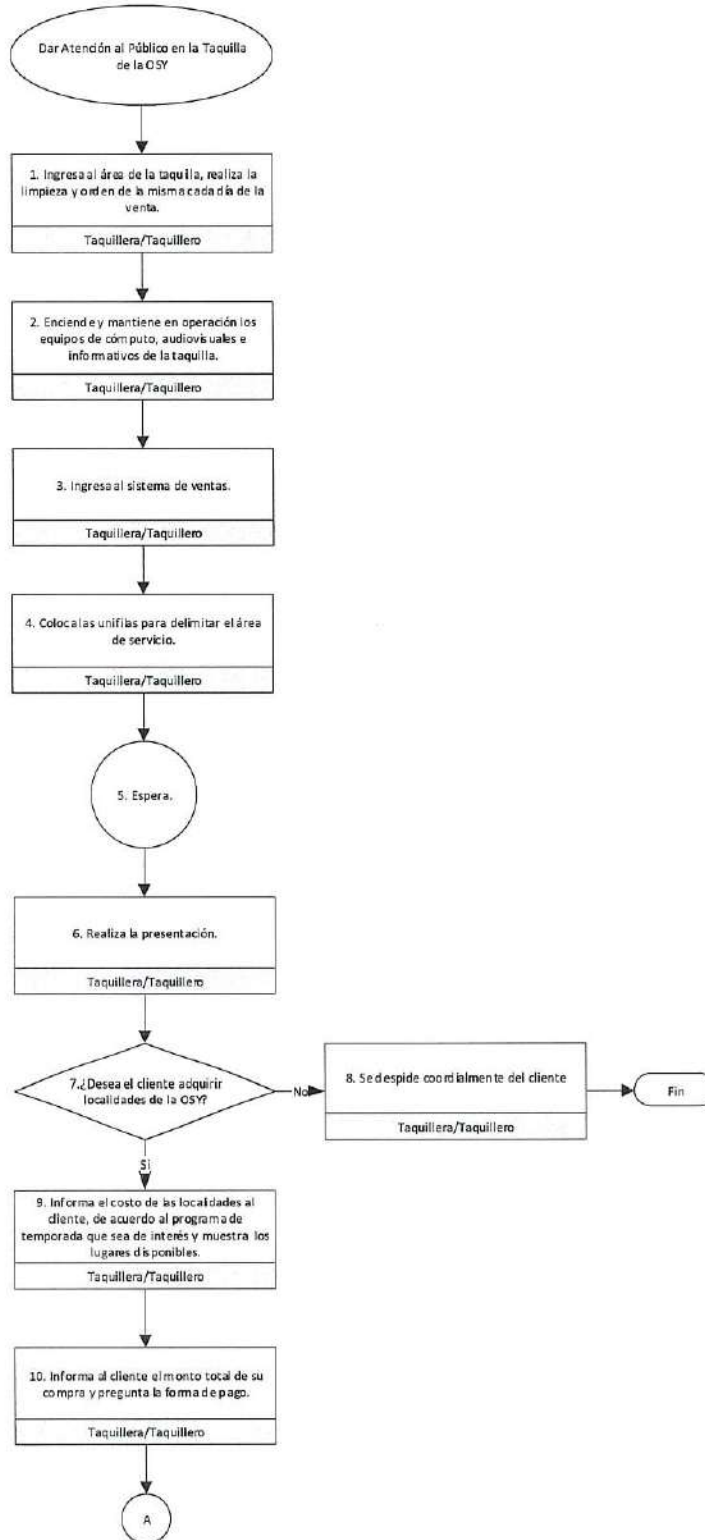 Dar Atención al Público en la Taquilla
de la OSY
1. Ingresa al área de la taquilla, realiza la
limpieza y orden de la misma cada día de la
venta.
Taquillera/Taquillero
2. Enciende y mantiene en operación los
equipos de cómputo, audiovisuales e
informativos de la taquilla.
Taquillera/Taquillero
3. Ingresa al sistema de ventas.
Taquillera/Taquillero
4. Coloca las unifilas para delimitar el área
de servicio.
Taquillera/Taquillero
5. Espera.
6. Realiza la presentación.
Taquillera/Taquillero
7.¿Desea el cliente adquirir
localidades de la OSY?
No
8. Se despide coordialmente del cliente
Taquillera/Taquillero
Fin
Si
9. Informa el costo de las localidades al
cliente, de acuerdo al programa de
temporada que sea de interés y muestra los
lugares disponibles.
Taquillera/Taquillero
10. Informa al cliente el monto total de su
compra y pregunta la forma de pago.
Taquillera/Taquillero
A